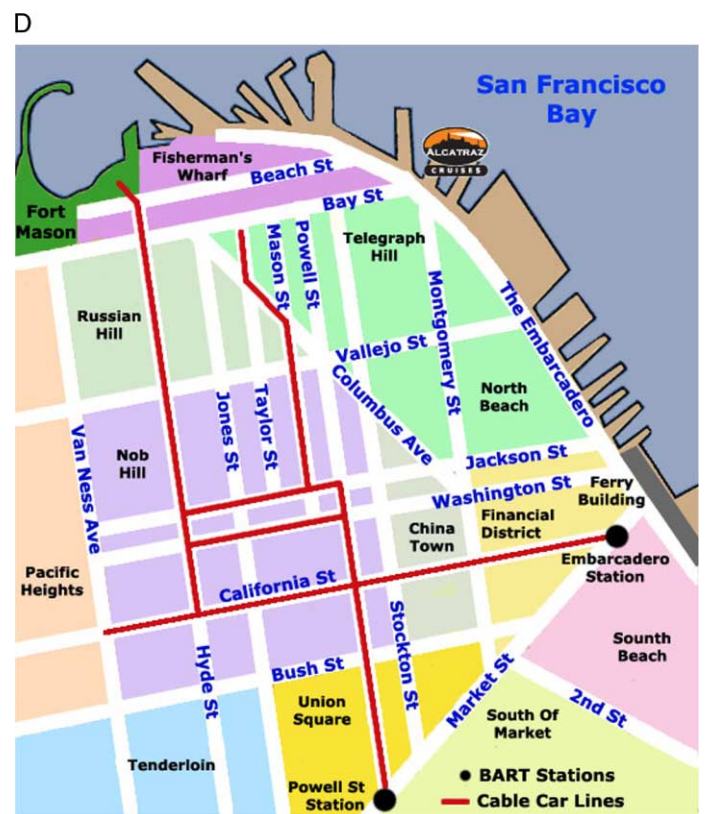 D
San Francisco
Bay
ALCATRAZ
CRUISES
Fisherman's
Wharf
Beach St
Fort
Mason
Bay St
Mason St
Powell St
Telegraph
Hill
Russian
Hill
Montgomery St
The Embarcadero
Vallejo St
Columbus Ave
North
Beach
Jones St
Taylor St
Van Ness Ave
Nob
Hill
Jackson St
Washington St
Ferry
Building
China
Town
Financial
District
Embarcadero
Station
Pacific
Heights
California St
Stockton St
Sounth
Beach
Hyde St
Bush St
Market St
2nd St
Union
Square
South Of
Market
Tenderloin
Powell St
Station
BART Stations
Cable Car Lines